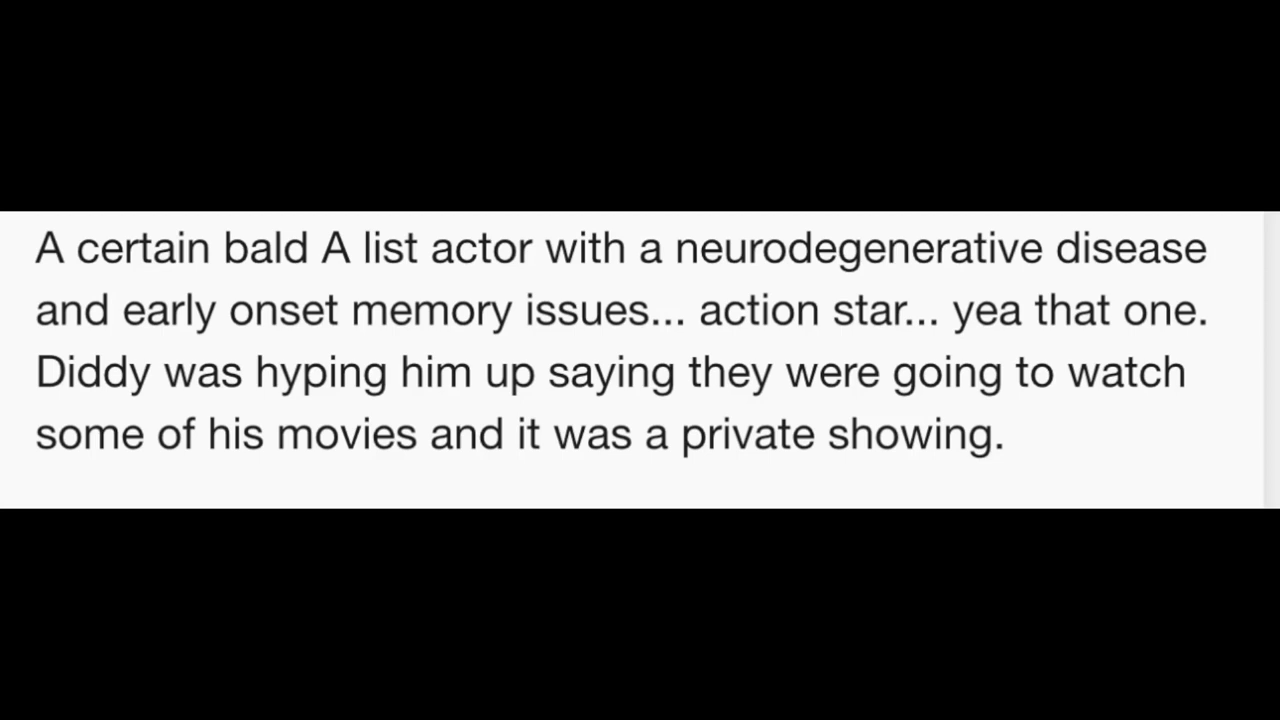 A certain bald A list actor with a neurodegenerative disease
and early onset memory issues... action star... yea that one.
Diddy was hyping him up saying they were going to watch
some of his movies and it was a private showing.